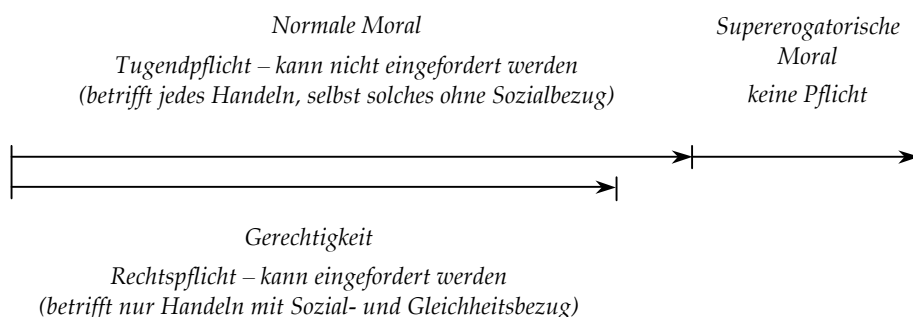 Normale Moral
Tugendpflicht – kann nicht eingefordert werden
(betrifft jedes Handeln, selbst solches ohne Sozialbezug)
Supererogatorische
Moral
keine Pflicht
Gerechtigkeit
Rechtspflicht – kann eingefordert werden
(betrifft nur Handeln mit Sozial- und Gleichheitsbezug)